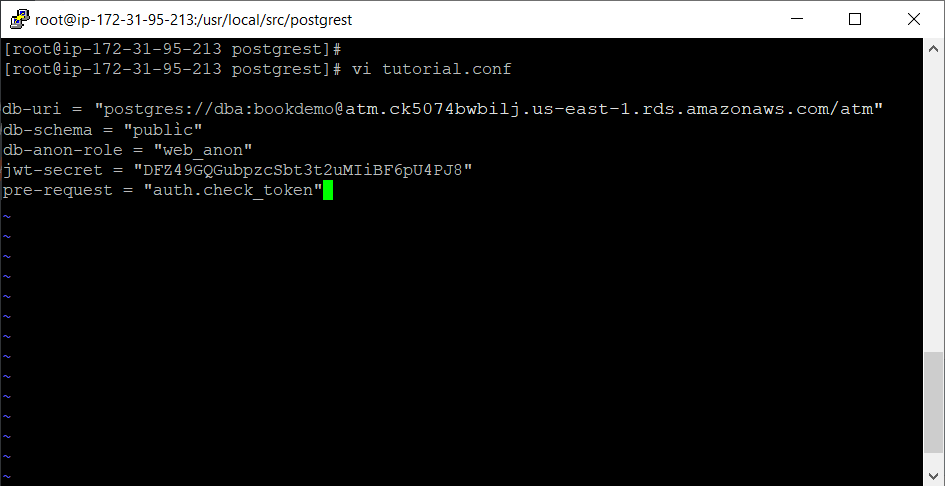 root@ip-172-31-95-213:/usr/local/src/postgrest
[root@ip-172-31-95-213 postgrest]#
[root@ip-172-31-95-213 postgrest]# vi tutorial.conf
db-uri = "postgres://dba:bookdemo@atm.ck5074bwbilj.us-east-1.rds.amazonaws.com/atm"
db-schema = "public"
db-anon-role = "web_anon"
jwt-secret = "DFZ49GQGubpzcSbt3t2uMIiBF6pU4PJ8"
pre-request = "auth.check_token"
~
~
~
~
~
~
~
~
~
~
~
~
~
~